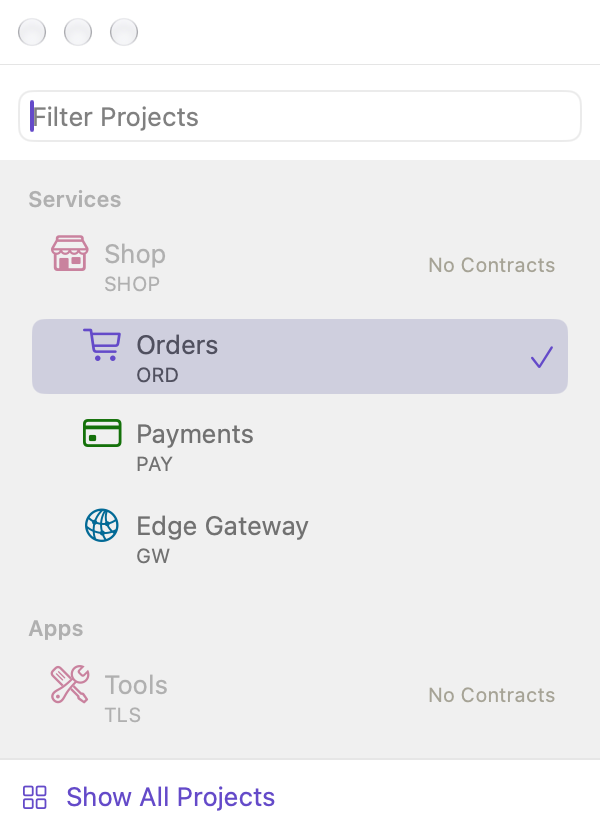 Filter Projects
Services
Shop
SHOP
No Contracts
Orders
ORD
Payments
PAY
Edge Gateway
GW
Apps
Tools
TLS
No Contracts
Show All Projects